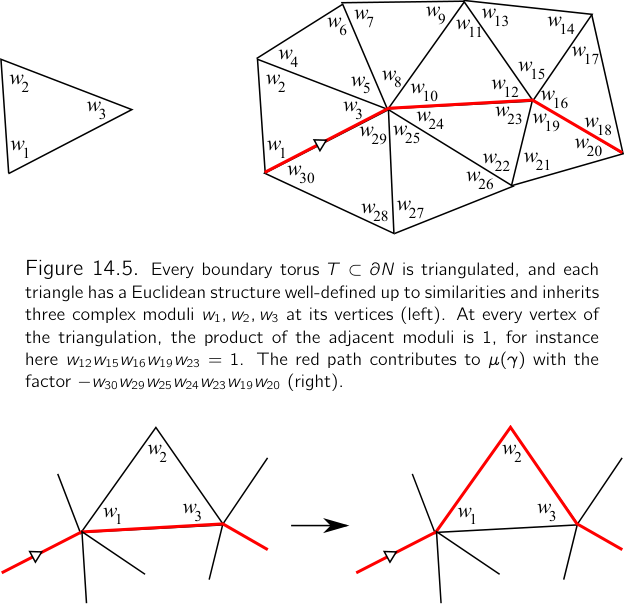 w₂
w₃
w₁
w₆ w₇ w₉ w₁₃
w₁₁ w₁₄
w₄ w₁₇
w₂ w₅ w₈ w₁₅
w₃ w₁₀ w₁₂ w₁₆
w₂₉ w₂₅ w₂₄ w₂₃ w₁₉ w₁₈
w₁ w₂₀
w₃₀ w₂₂ w₂₁
w₂₆
w₂₈ w₂₇
Figure 14.5. Every boundary torus T ⊂ ∂N is triangulated, and each
triangle has a Euclidean structure well-defined up to similarities and inherits
three complex moduli w₁, w₂, w₃ at its vertices (left). At every vertex of
the triangulation, the product of the adjacent moduli is 1, for instance
here w₁₂w₁₅w₁₆w₁₉w₂₃ = 1. The red path contributes to μ(γ) with the
factor −w₃₀w₂₉w₂₅w₂₄w₂₃w₁₉w₂₀ (right).
w₂ w₂
w₁ w₃ w₁ w₃